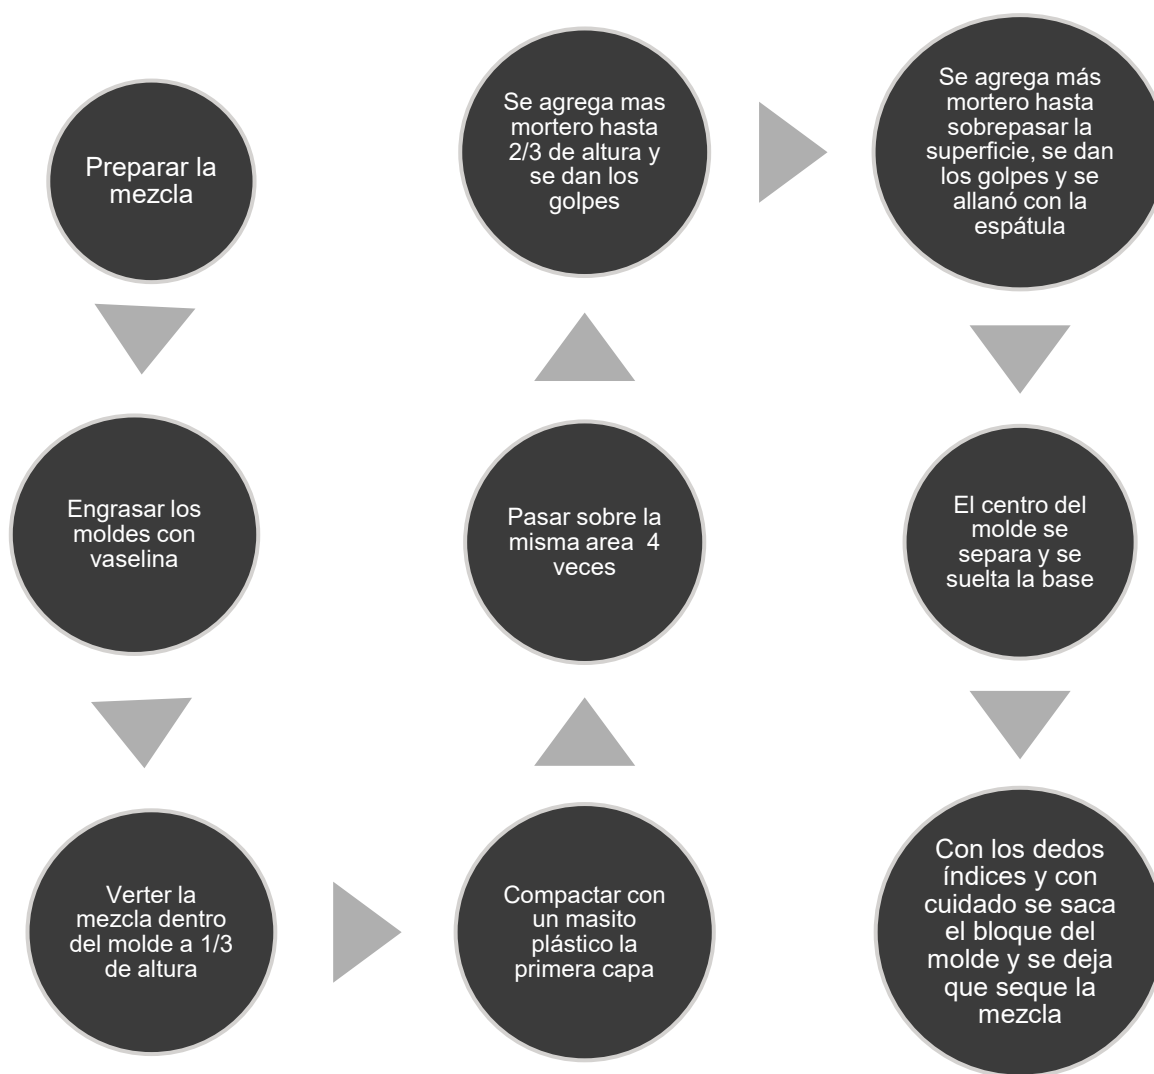 Preparar la
mezcla
Engrasar los
moldes con
vaselina
Verter la
mezcla dentro
del molde a 1/3
de altura
Compactar con
un masito
plástico la
primera capa
Pasar sobre la
misma area  4
veces
Se agrega mas
mortero hasta
2/3 de altura y
se dan los
golpes
Se agrega más
mortero hasta
sobrepasar la
superficie, se dan
los golpes y se
allanó con la
espátula
El centro del
molde se
separa y se
suelta la base
Con los dedos
índices y con
cuidado se saca
el bloque del
molde y se deja
que seque la
mezcla